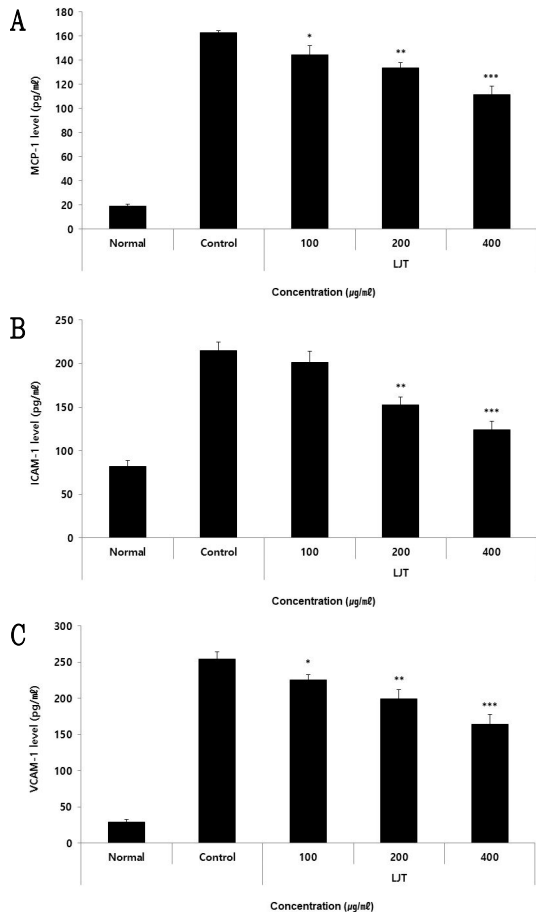 A
MCP-1 level (pg/㎖)
180
160
140
120
100
80
60
40
20
0
*
**
***
Normal Control 100 200 400
LJT
Concentration (㎍/㎖)
B
ICAM-1 level (pg/㎖)
250
200
150
100
50
0
**
***
Normal Control 100 200 400
LJT
Concentration (㎍/㎖)
C
VCAM-1 level (pg/㎖)
300
250
200
150
100
50
0
*
**
***
Normal Control 100 200 400
LJT
Concentration (㎍/㎖)